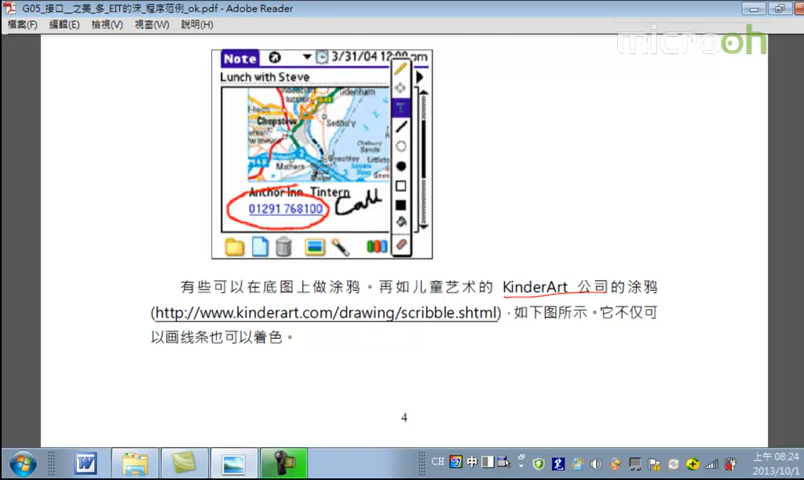 G05_接口__之美_多_EIT的沫_程序范例_ok.pdf - Adobe Reader
檔案(F) 編輯(E) 檢視(V) 視窗(W) 說明(H)
microoh
Note 3/31/04 12:00 pm
Lunch with Steve
Chepstow
Sedbury
Mathern
Anchor Inn, Tintern
01291 768100 Call
有些可以在底图上做涂鸦。再如儿童艺术的 KinderArt 公司的涂鸦
(http://www.kinderart.com/drawing/scribble.shtml)，如下图所示。它不仅可
以画线条也可以着色。
4
CH 中
上午 08:24
2013/10/1